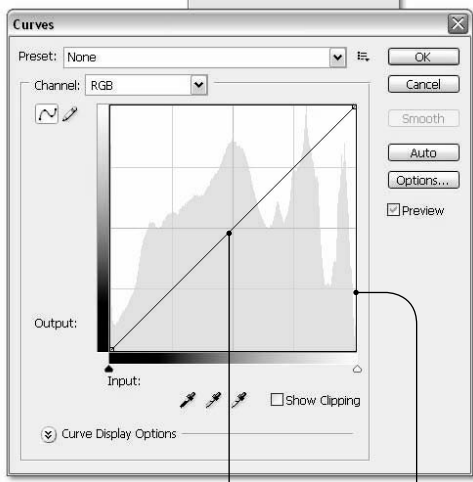 Curves
Preset: None
OK
Channel: RGB
Cancel
Smooth
Auto
Options...
Preview
Output:
Input:
Show Clipping
Curve Display Options